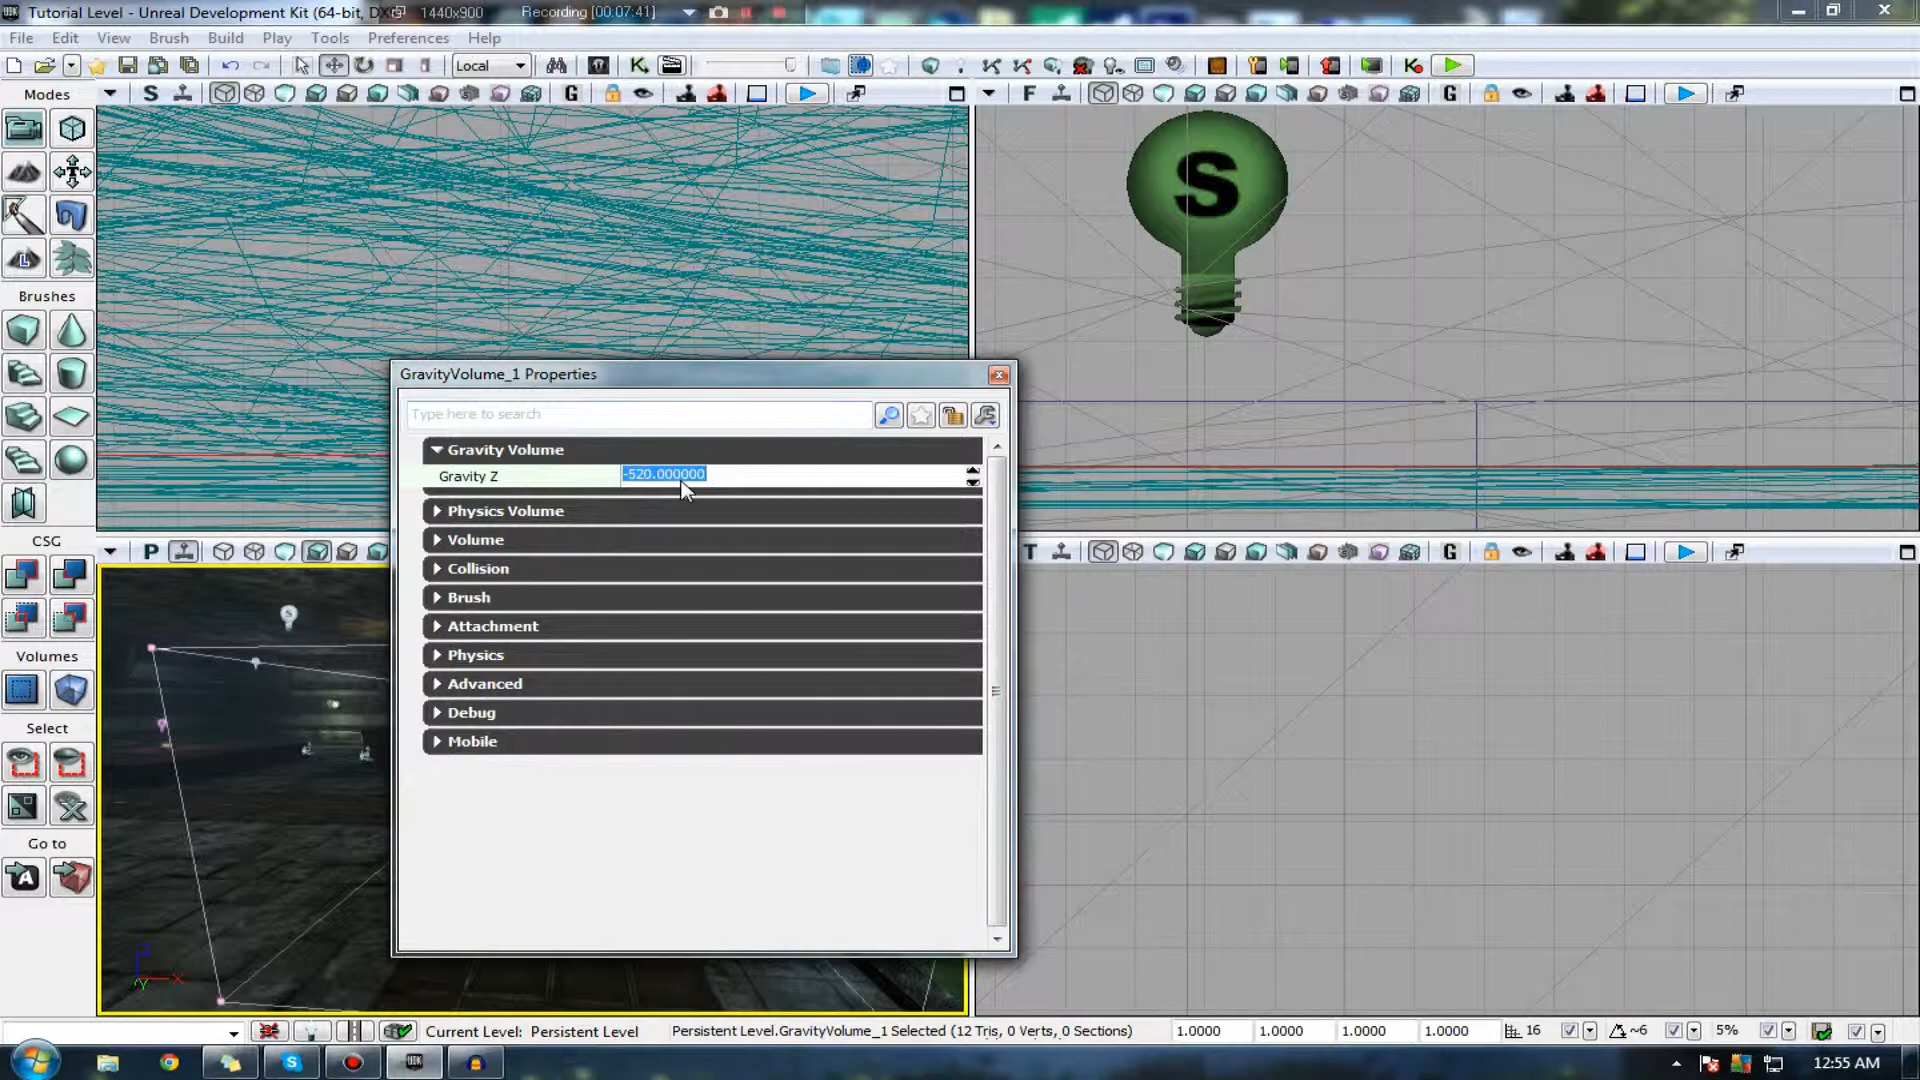 Tutorial Level - Unreal Development Kit (64-bit, DX
1440x900
Recording [00:07:41]
File Edit View Brush Build Play Tools Preferences Help
Local
Modes
S
G
F
G
S
Brushes
GravityVolume_1 Properties
Type here to search
Gravity Volume
Gravity Z
-520.000000
Physics Volume
Volume
Collision
Brush
Attachment
Physics
Advanced
Debug
Mobile
CSG
P
T
G
Volumes
Select
Go to
Current Level: Persistent Level
Persistent Level.GravityVolume_1 Selected (12 Tris, 0 Verts, 0 Sections)
1.0000 1.0000 1.0000 1.0000
16
~6
5%
12:55 AM